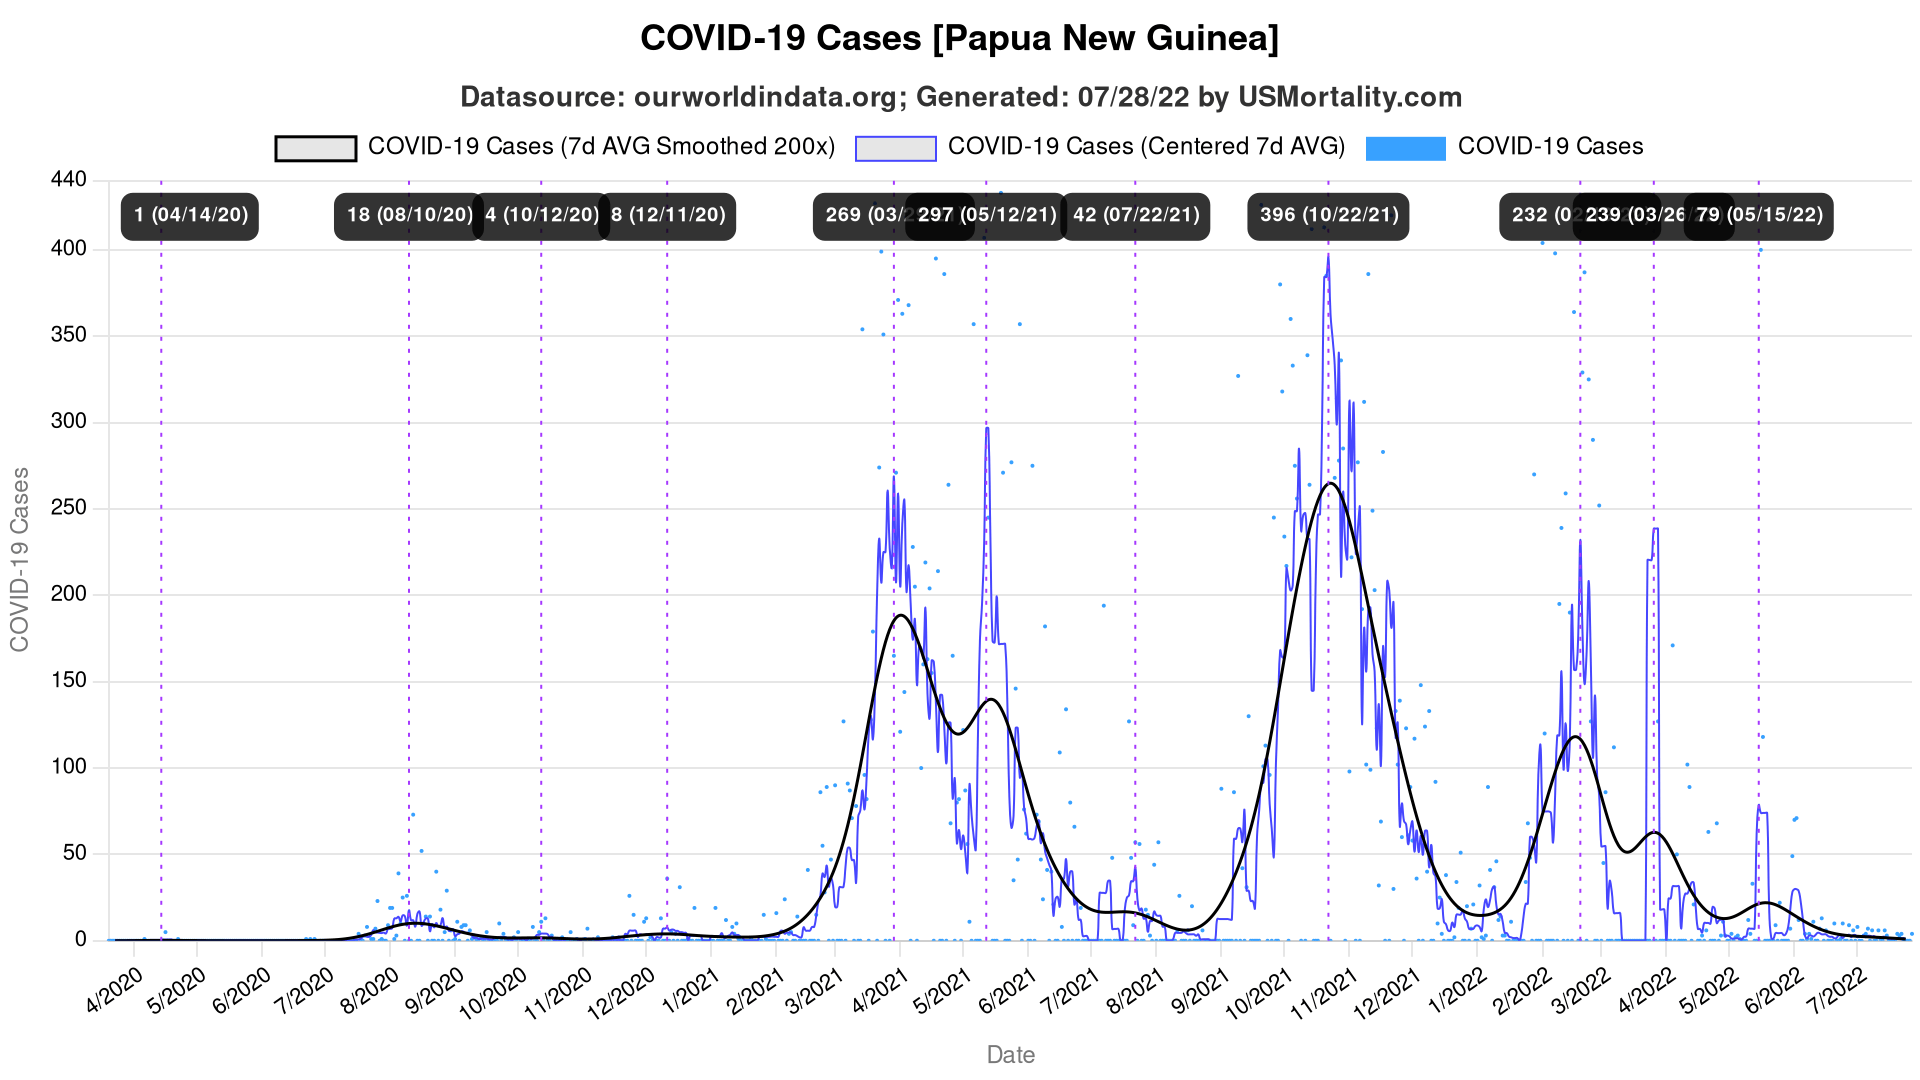 COVID-19 Cases [Papua New Guinea]
Datasource: ourworldindata.org; Generated: 07/28/22 by USMortality.com
COVID-19 Cases (7d AVG Smoothed 200x) COVID-19 Cases (Centered 7d AVG) COVID-19 Cases
440
1 (04/14/20) 18 (08/10/20) 4 (10/12/20) 8 (12/11/20) 269 (03/ 297 (05/12/21) 42 (07/22/21) 396 (10/22/21) 232 (0 239 (03/26/ 79 (05/15/22)
400
350
300
250
200
150
100
50
0
COVID-19 Cases
4/2020 5/2020 6/2020 7/2020 8/2020 9/2020 10/2020 11/2020 12/2020 1/2021 2/2021 3/2021 4/2021 5/2021 6/2021 7/2021 8/2021 9/2021 10/2021 11/2021 12/2021 1/2022 2/2022 3/2022 4/2022 5/2022 6/2022 7/2022
Date